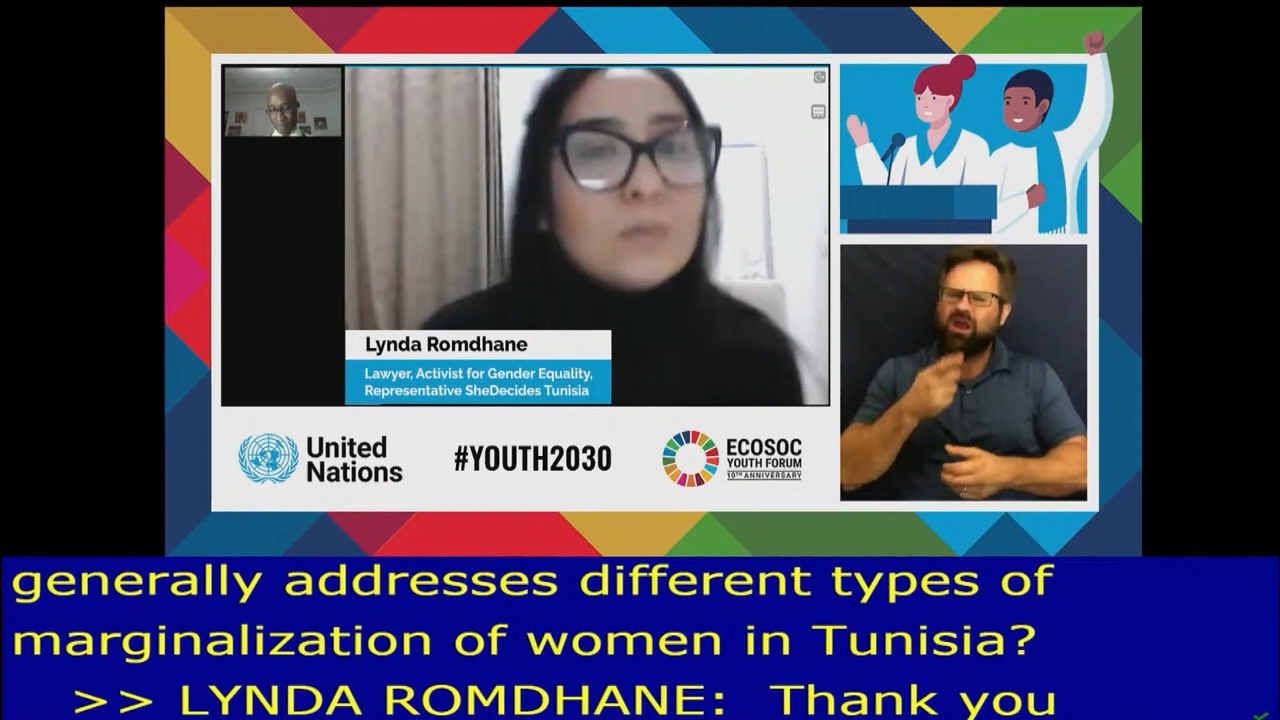 Lynda Romdhane
Lawyer, Activist for Gender Equality,
Representative SheDecides Tunisia
United
Nations
#YOUTH2030
ECOSOC
YOUTH FORUM
10TH ANNIVERSARY
generally addresses different types of
marginalization of women in Tunisia?
>> LYNDA ROMDHANE: Thank you